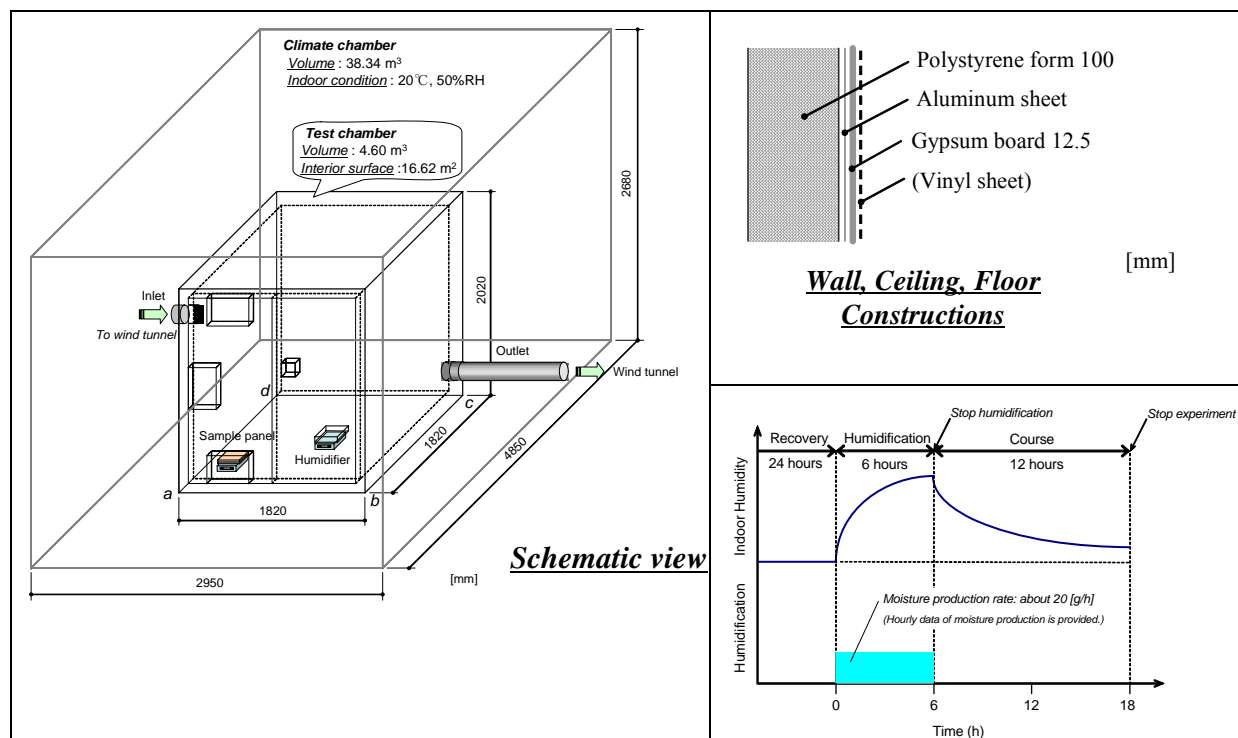 Climate chamber
Volume : 38.34 m³
Indoor condition : 20℃, 50%RH
Test chamber
Volume : 4.60 m³
Interior surface :16.62 m²
2680
2020
Inlet
To wind tunnel
Outlet
Wind tunnel
d
c
Sample panel
Humidifier
1820
4850
a
b
1820
Schematic view
[mm]
2950
Polystyrene form 100
Aluminum sheet
Gypsum board 12.5
(Vinyl sheet)
[mm]
Wall, Ceiling, Floor
Constructions
Stop humidification
Stop experiment
Recovery
Humidification
Course
24 hours
6 hours
12 hours
Indoor Humidity
Humidification
Moisture production rate: about 20 [g/h]
(Hourly data of moisture production is provided.)
0
6
12
18
Time (h)